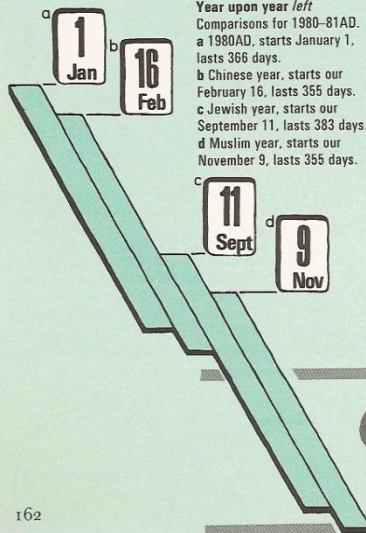 Year upon year left
Comparisons for 1980–81AD.
a 1980AD, starts January 1,
lasts 366 days.
b Chinese year, starts our
February 16, lasts 355 days.
c Jewish year, starts our
September 11, lasts 383 days.
d Muslim year, starts our
November 9, lasts 355 days.
a
1
Jan
b
16
Feb
c
11
Sept
d
9
Nov
162